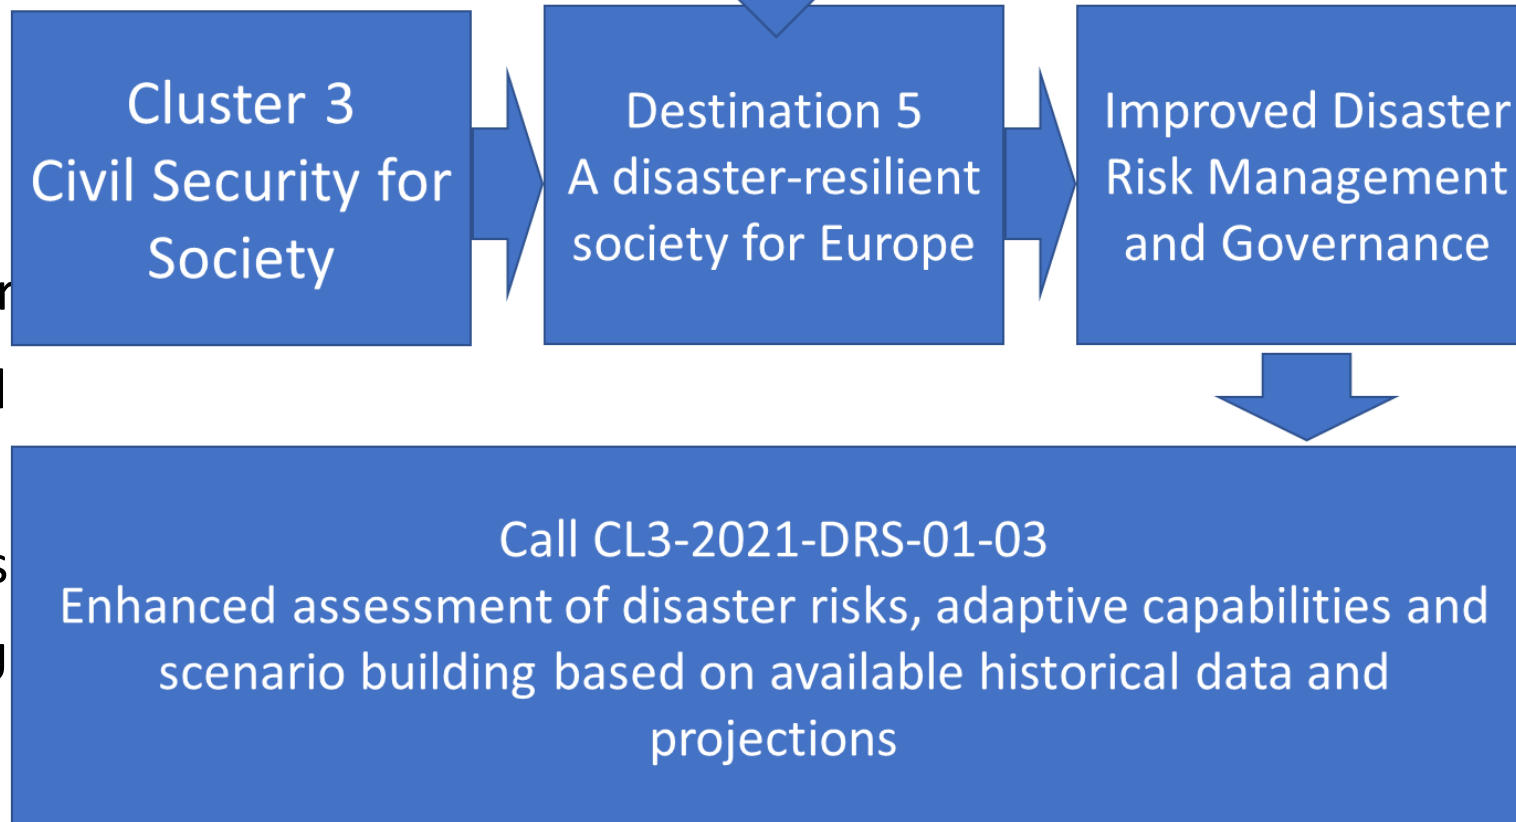 Cluster 3
Civil Security for
Society
Destination 5
A disaster-resilient
society for Europe
Improved Disaster
Risk Management
and Governance
Call CL3-2021-DRS-01-03
Enhanced assessment of disaster risks, adaptive capabilities and
scenario building based on available historical data and
projections